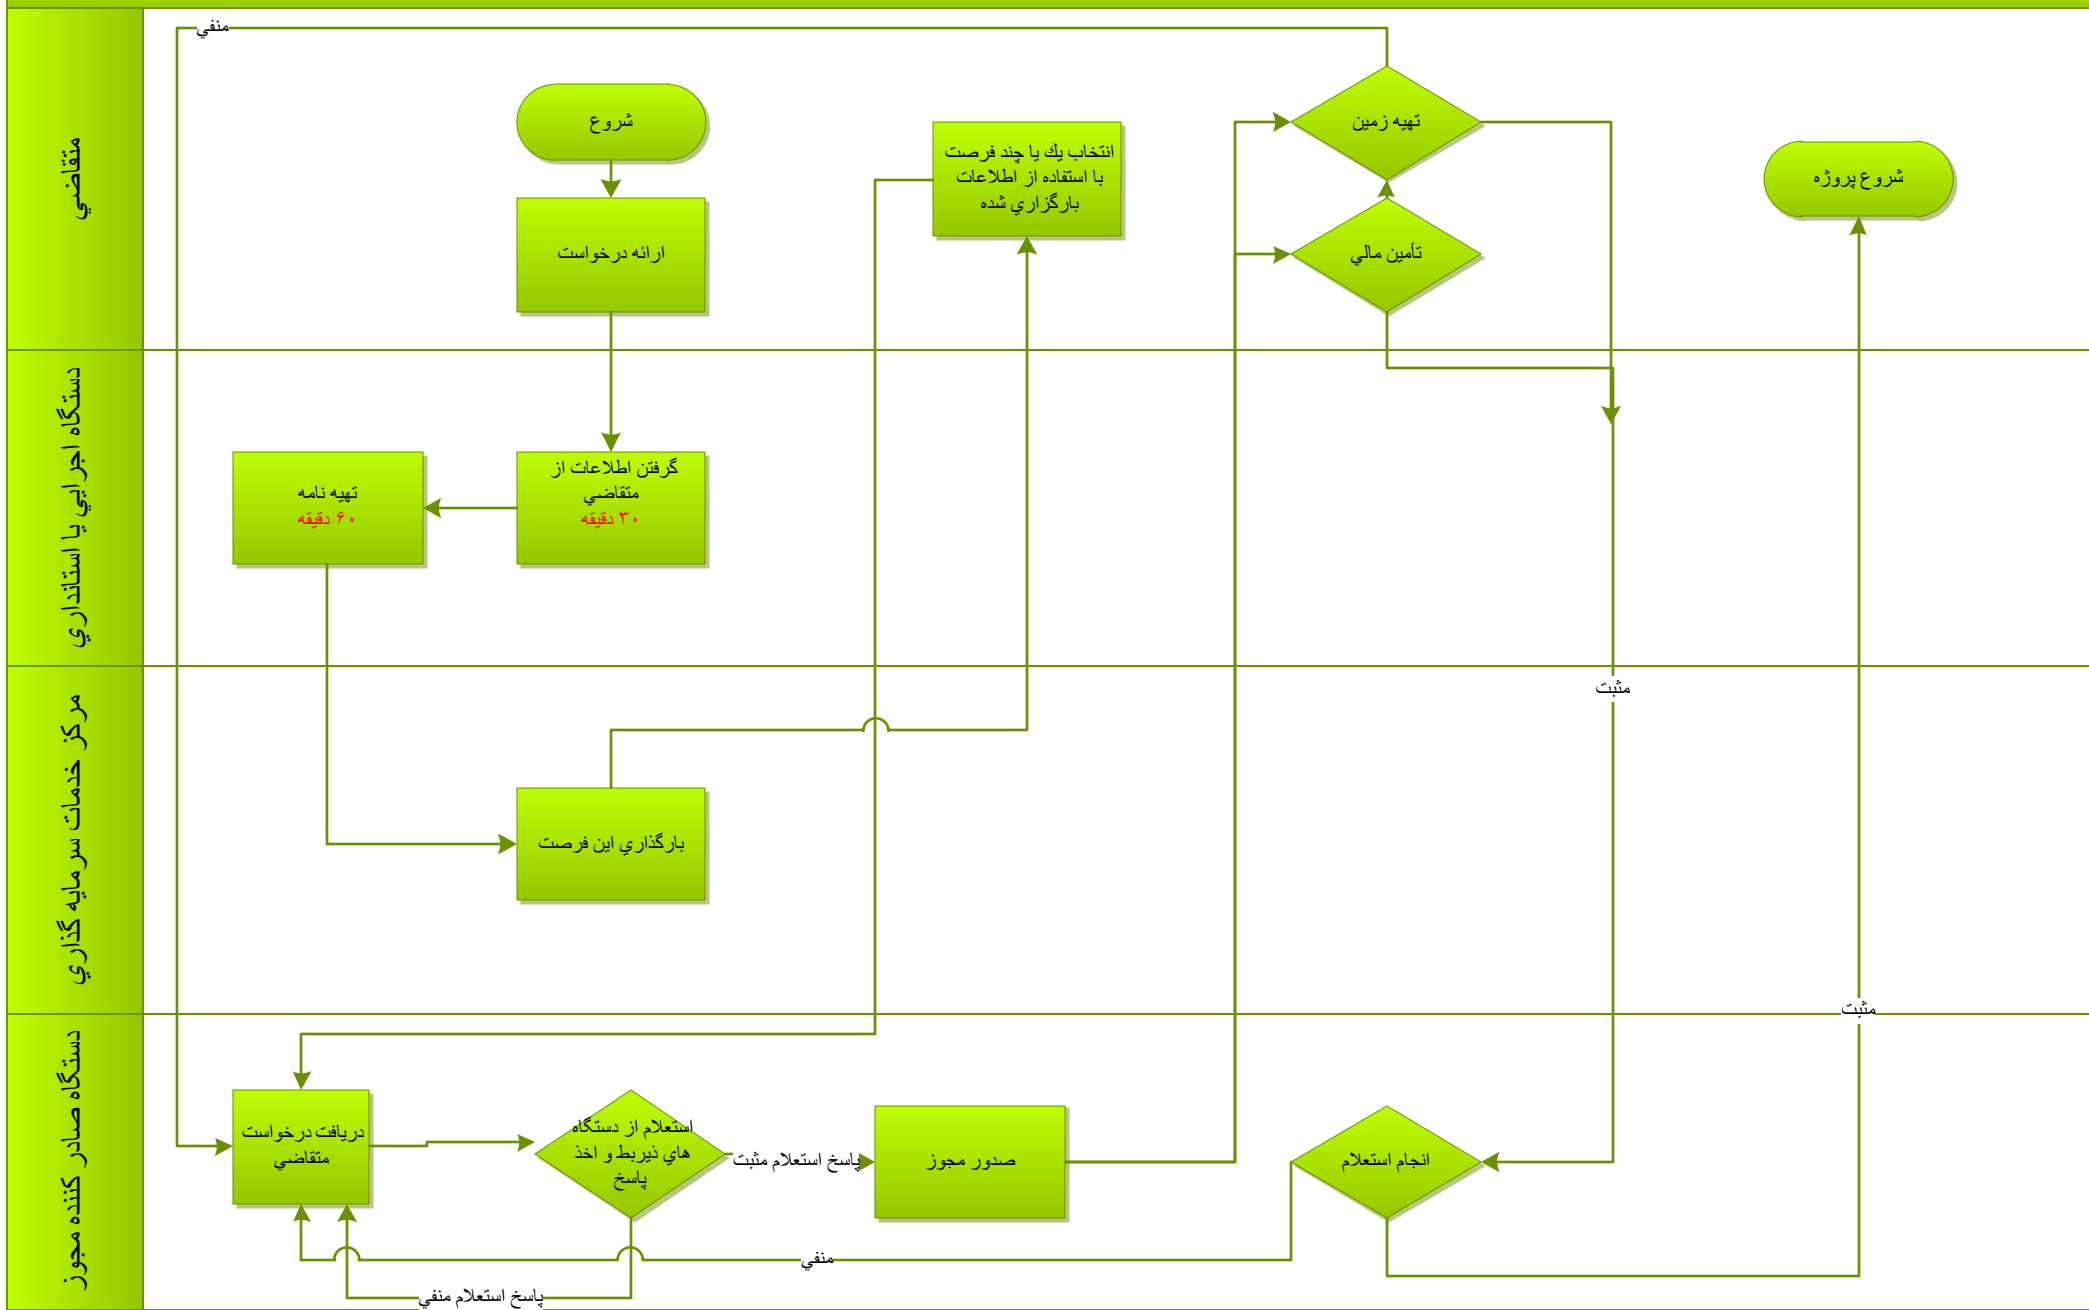 متقاضي
منفي
شروع
ارائه درخواست
انتخاب يك يا چند فرصت
با استفاده از اطلاعات
بارگزاري شده
تهيه زمين
تأمين مالي
شروع پروژه
دستگاه اجرايي يا استانداري
گرفتن اطلاعات از
متقاضي
۳۰ دقيقه
تهيه نامه
۶۰ دقيقه
مركز خدمات سرمايه گذاري
مثبت
بارگذاري اين فرصت
مثبت
دستگاه صادر كننده مجوز
دريافت درخواست
متقاضي
استعلام از دستگاه
هاي ذيربط و اخذ
پاسخ
پاسخ استعلام مثبت
صدور مجوز
انجام استعلام
منفي
پاسخ استعلام منفي